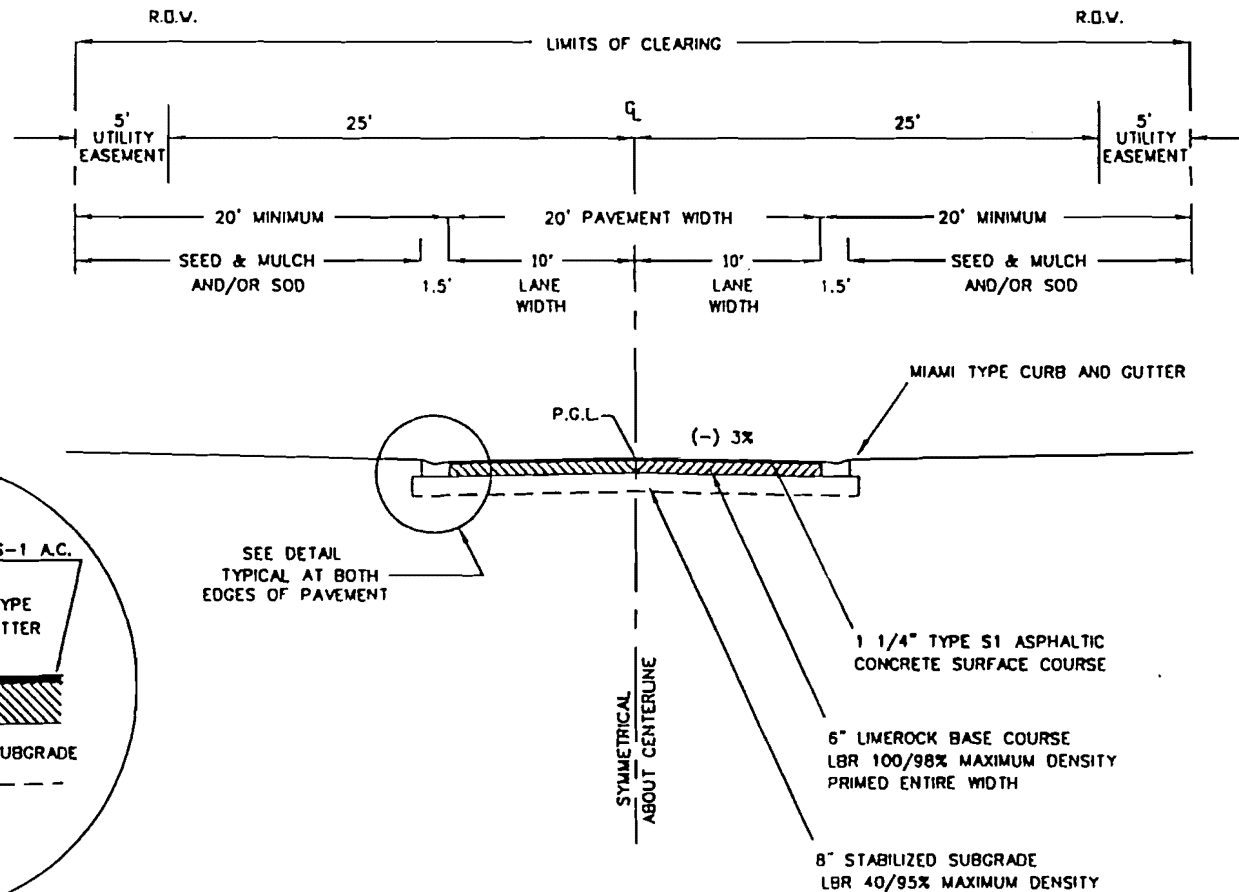 R.O.W. R.O.W.
LIMITS OF CLEARING
5' 25' ℄ 25' 5'
UTILITY UTILITY
EASEMENT EASEMENT
20' MINIMUM 20' PAVEMENT WIDTH 20' MINIMUM
SEED & MULCH 10' 10' SEED & MULCH
AND/OR SOD 1.5' LANE LANE 1.5' AND/OR SOD
WIDTH WIDTH
MIAMI TYPE CURB AND GUTTER
P.G.L. (-) 3%
SEE DETAIL
TYPICAL AT BOTH
EDGES OF PAVEMENT
S-1 A.C.
YPE
TTER
UBGRADE
SYMMETRICAL
ABOUT CENTERLINE
1 1/4" TYPE S1 ASPHALTIC
CONCRETE SURFACE COURSE
6" LIMEROCK BASE COURSE
LBR 100/98% MAXIMUM DENSITY
PRIMED ENTIRE WIDTH
8" STABILIZED SUBGRADE
LBR 40/95% MAXIMUM DENSITY